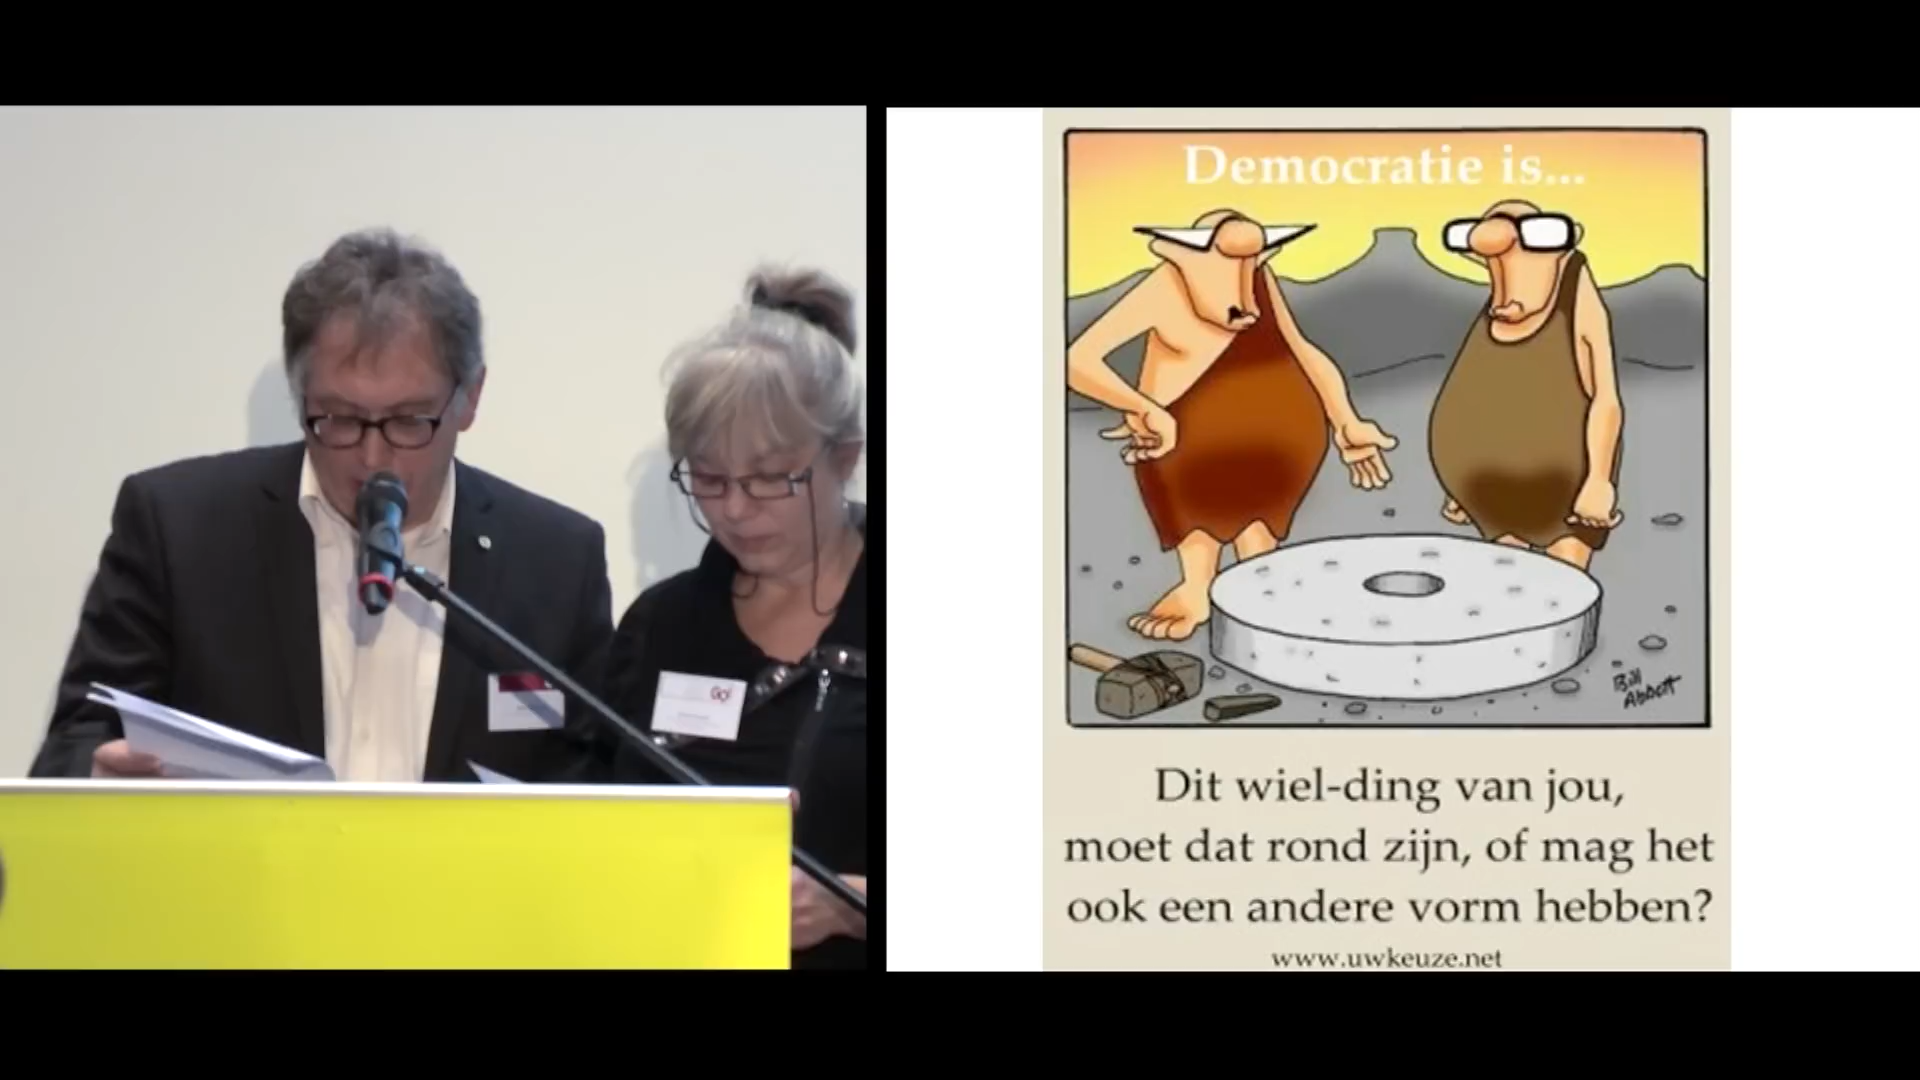 Go!
Democratie is...
Bill
Abbott
Dit wiel-ding van jou,
moet dat rond zijn, of mag het
ook een andere vorm hebben?
www.uwkeuze.net